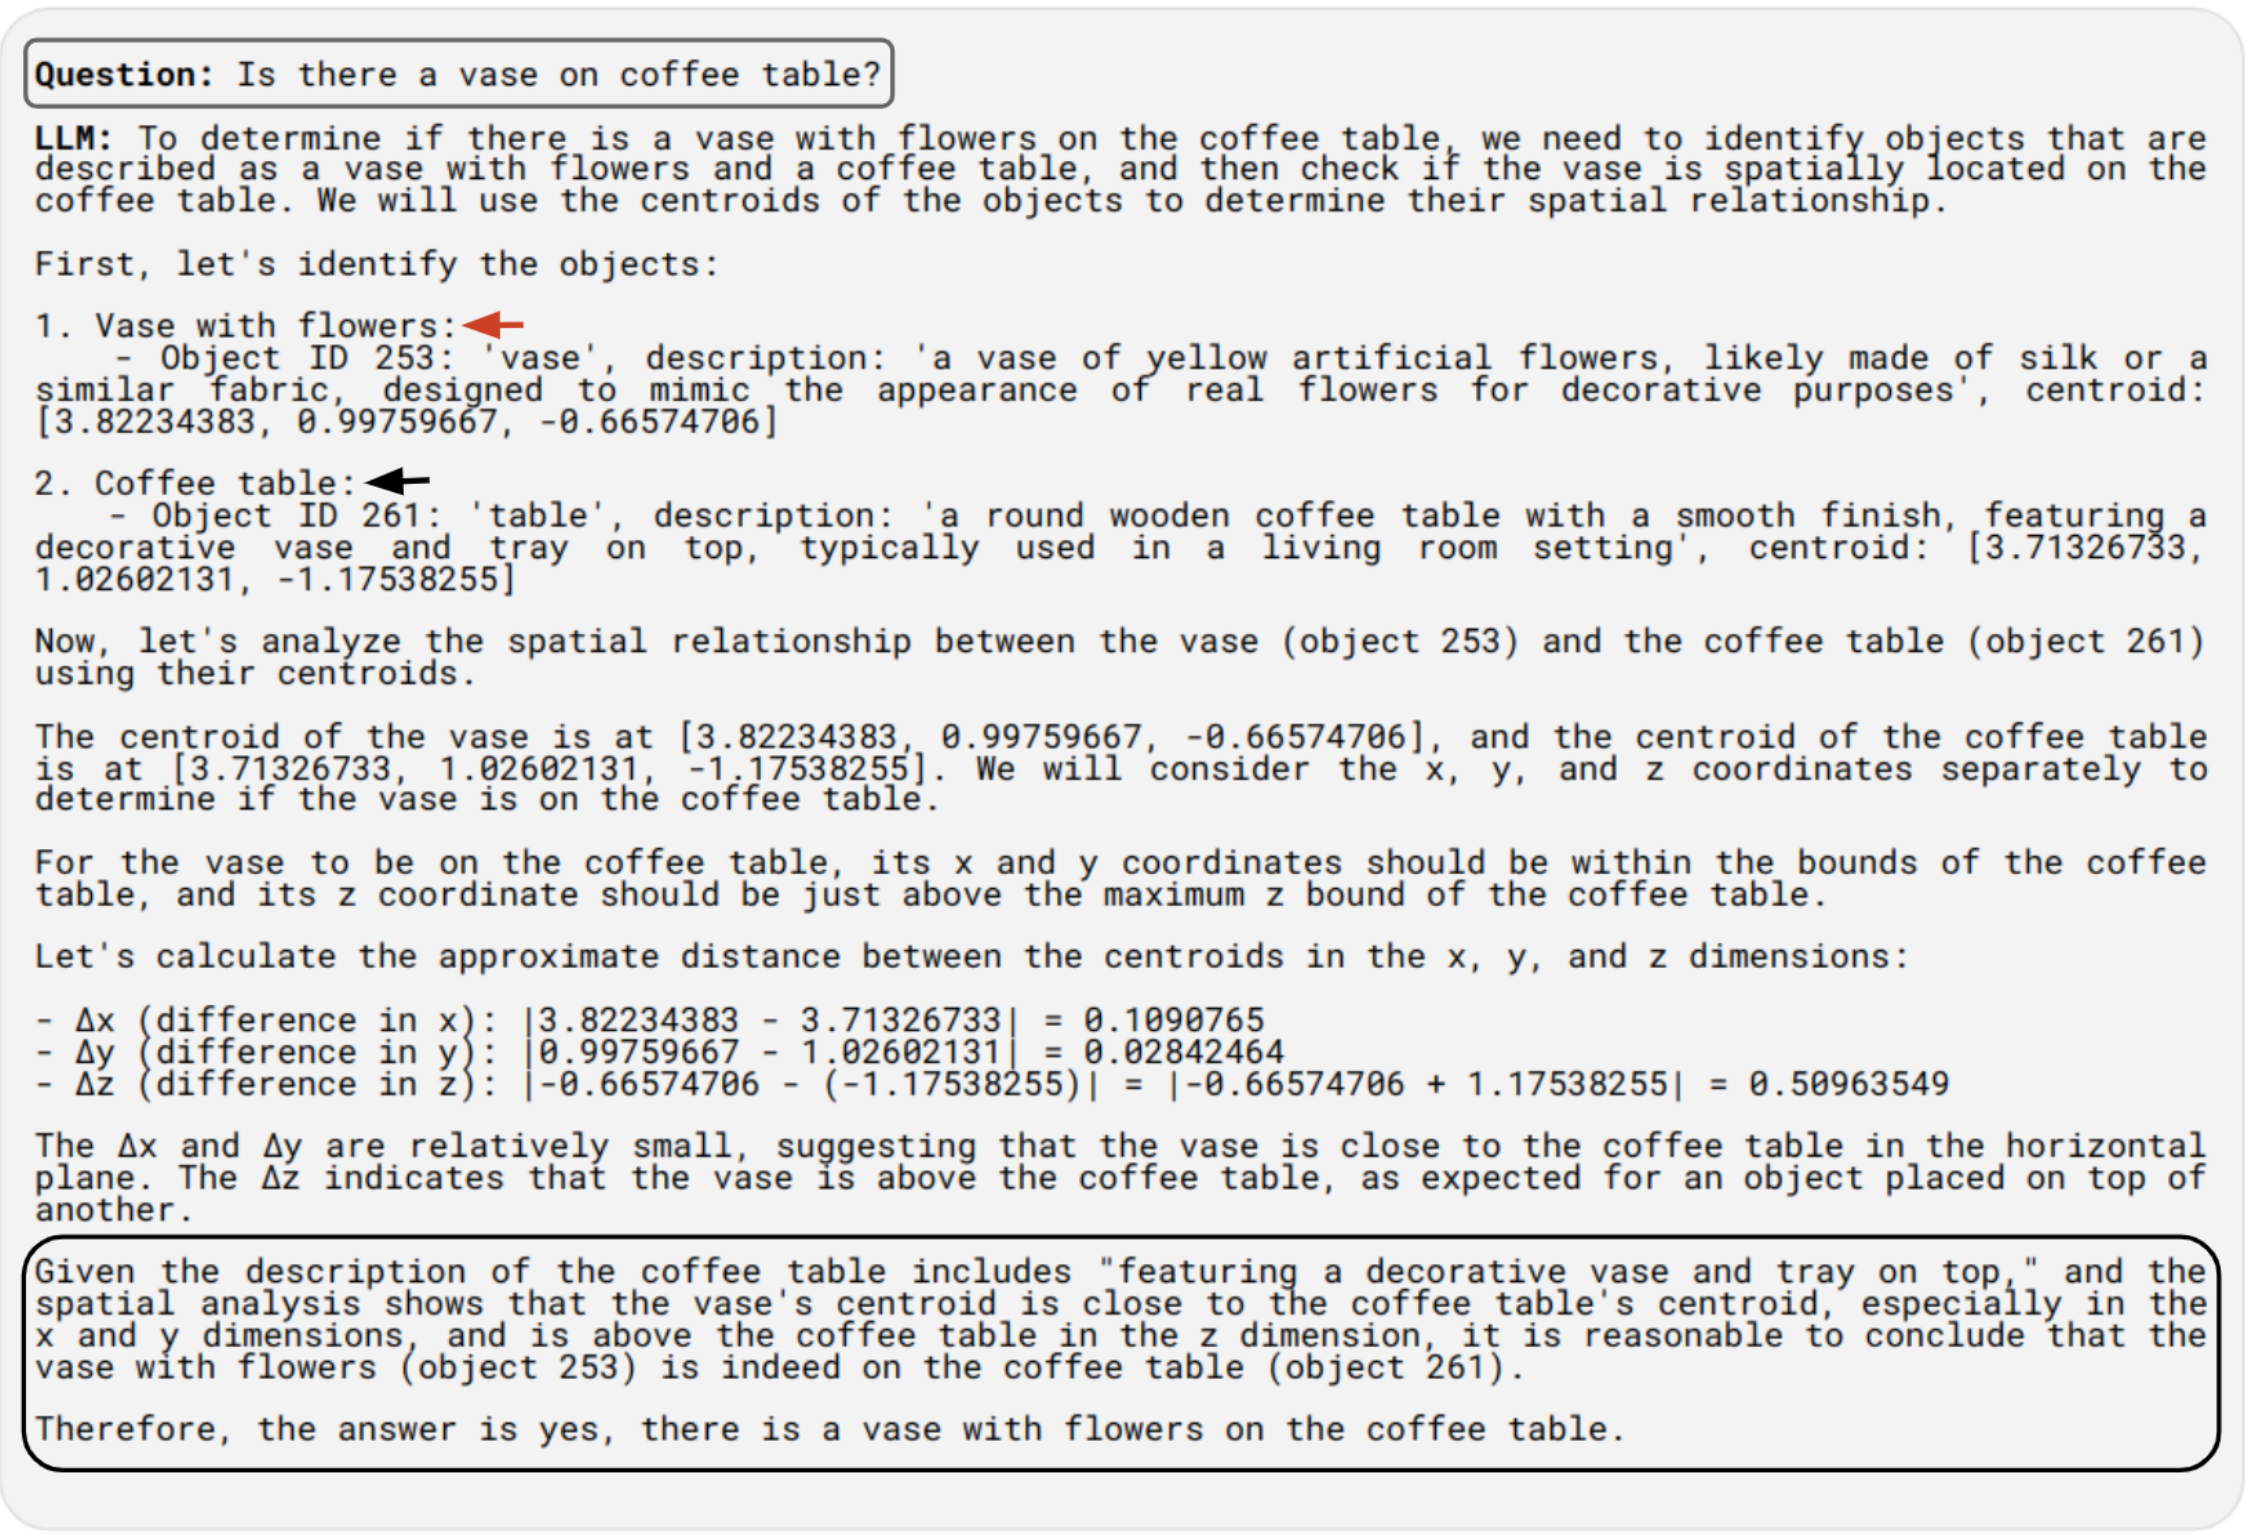 Question: Is there a vase on coffee table?
LLM: To determine if there is a vase with flowers on the coffee table, we need to identify objects that are
described as a vase with flowers and a coffee table, and then check if the vase is spatially located on the
coffee table. We will use the centroids of the objects to determine their spatial relationship.
First, let's identify the objects:
1. Vase with flowers:
- Object ID 253: 'vase', description: 'a vase of yellow artificial flowers, likely made of silk or a
similar fabric, designed to mimic the appearance of real flowers for decorative purposes', centroid:
[3.82234383, 0.99759667, -0.66574706]
2. Coffee table:
- Object ID 261: 'table', description: 'a round wooden coffee table with a smooth finish, featuring a
decorative vase and tray on top, typically used in a living room setting', centroid: [3.71326733,
1.02602131, -1.17538255]
Now, let's analyze the spatial relationship between the vase (object 253) and the coffee table (object 261)
using their centroids.
The centroid of the vase is at [3.82234383, 0.99759667, -0.66574706], and the centroid of the coffee table
is at [3.71326733, 1.02602131, -1.17538255]. We will consider the x, y, and z coordinates separately to
determine if the vase is on the coffee table.
For the vase to be on the coffee table, its x and y coordinates should be within the bounds of the coffee
table, and its z coordinate should be just above the maximum z bound of the coffee table.
Let's calculate the approximate distance between the centroids in the x, y, and z dimensions:
- Δx (difference in x): |3.82234383 - 3.71326733| = 0.1090765
- Δy (difference in y): |0.99759667 - 1.02602131| = 0.02842464
- Δz (difference in z): |-0.66574706 - (-1.17538255)| = |-0.66574706 + 1.17538255| = 0.50963549
The Δx and Δy are relatively small, suggesting that the vase is close to the coffee table in the horizontal
plane. The Δz indicates that the vase is above the coffee table, as expected for an object placed on top of
another.
Given the description of the coffee table includes "featuring a decorative vase and tray on top," and the
spatial analysis shows that the vase's centroid is close to the coffee table's centroid, especially in the
x and y dimensions, and is above the coffee table in the z dimension, it is reasonable to conclude that the
vase with flowers (object 253) is indeed on the coffee table (object 261).
Therefore, the answer is yes, there is a vase with flowers on the coffee table.